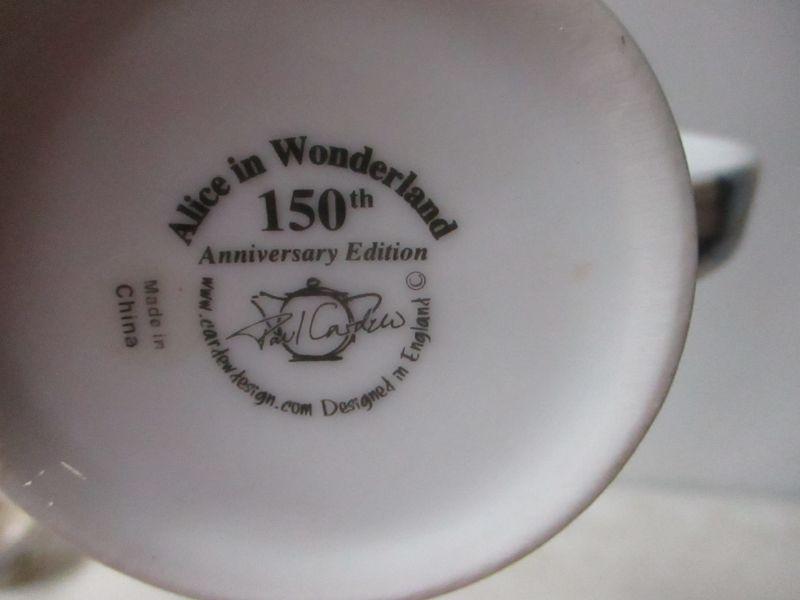 Alice in Wonderland
150th
Anniversary Edition
Paul Cardew
www.cardewdesign.com Designed in England ©
Made in
China